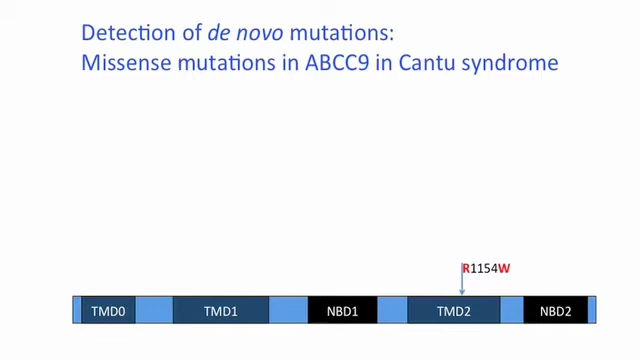 Detection of de novo mutations:
Missense mutations in ABCC9 in Cantu syndrome
R1154W
TMD0 TMD1 NBD1 TMD2 NBD2